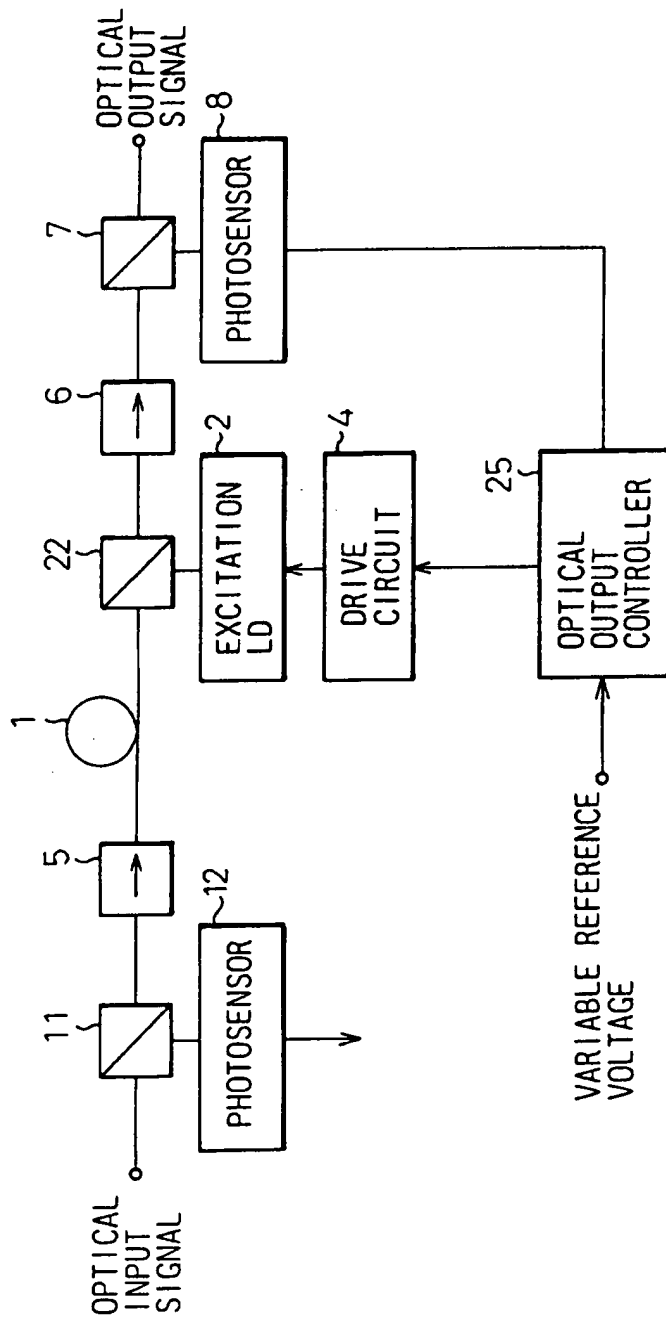 OPTICAL
INPUT
SIGNAL
11
PHOTOSENSOR
12
5
1
22
EXCITATION
LD
2
DRIVE
CIRCUIT
4
6
7
PHOTOSENSOR
8
OPTICAL
OUTPUT
SIGNAL
VARIABLE REFERENCE
VOLTAGE
25
OPTICAL
OUTPUT
CONTROLLER